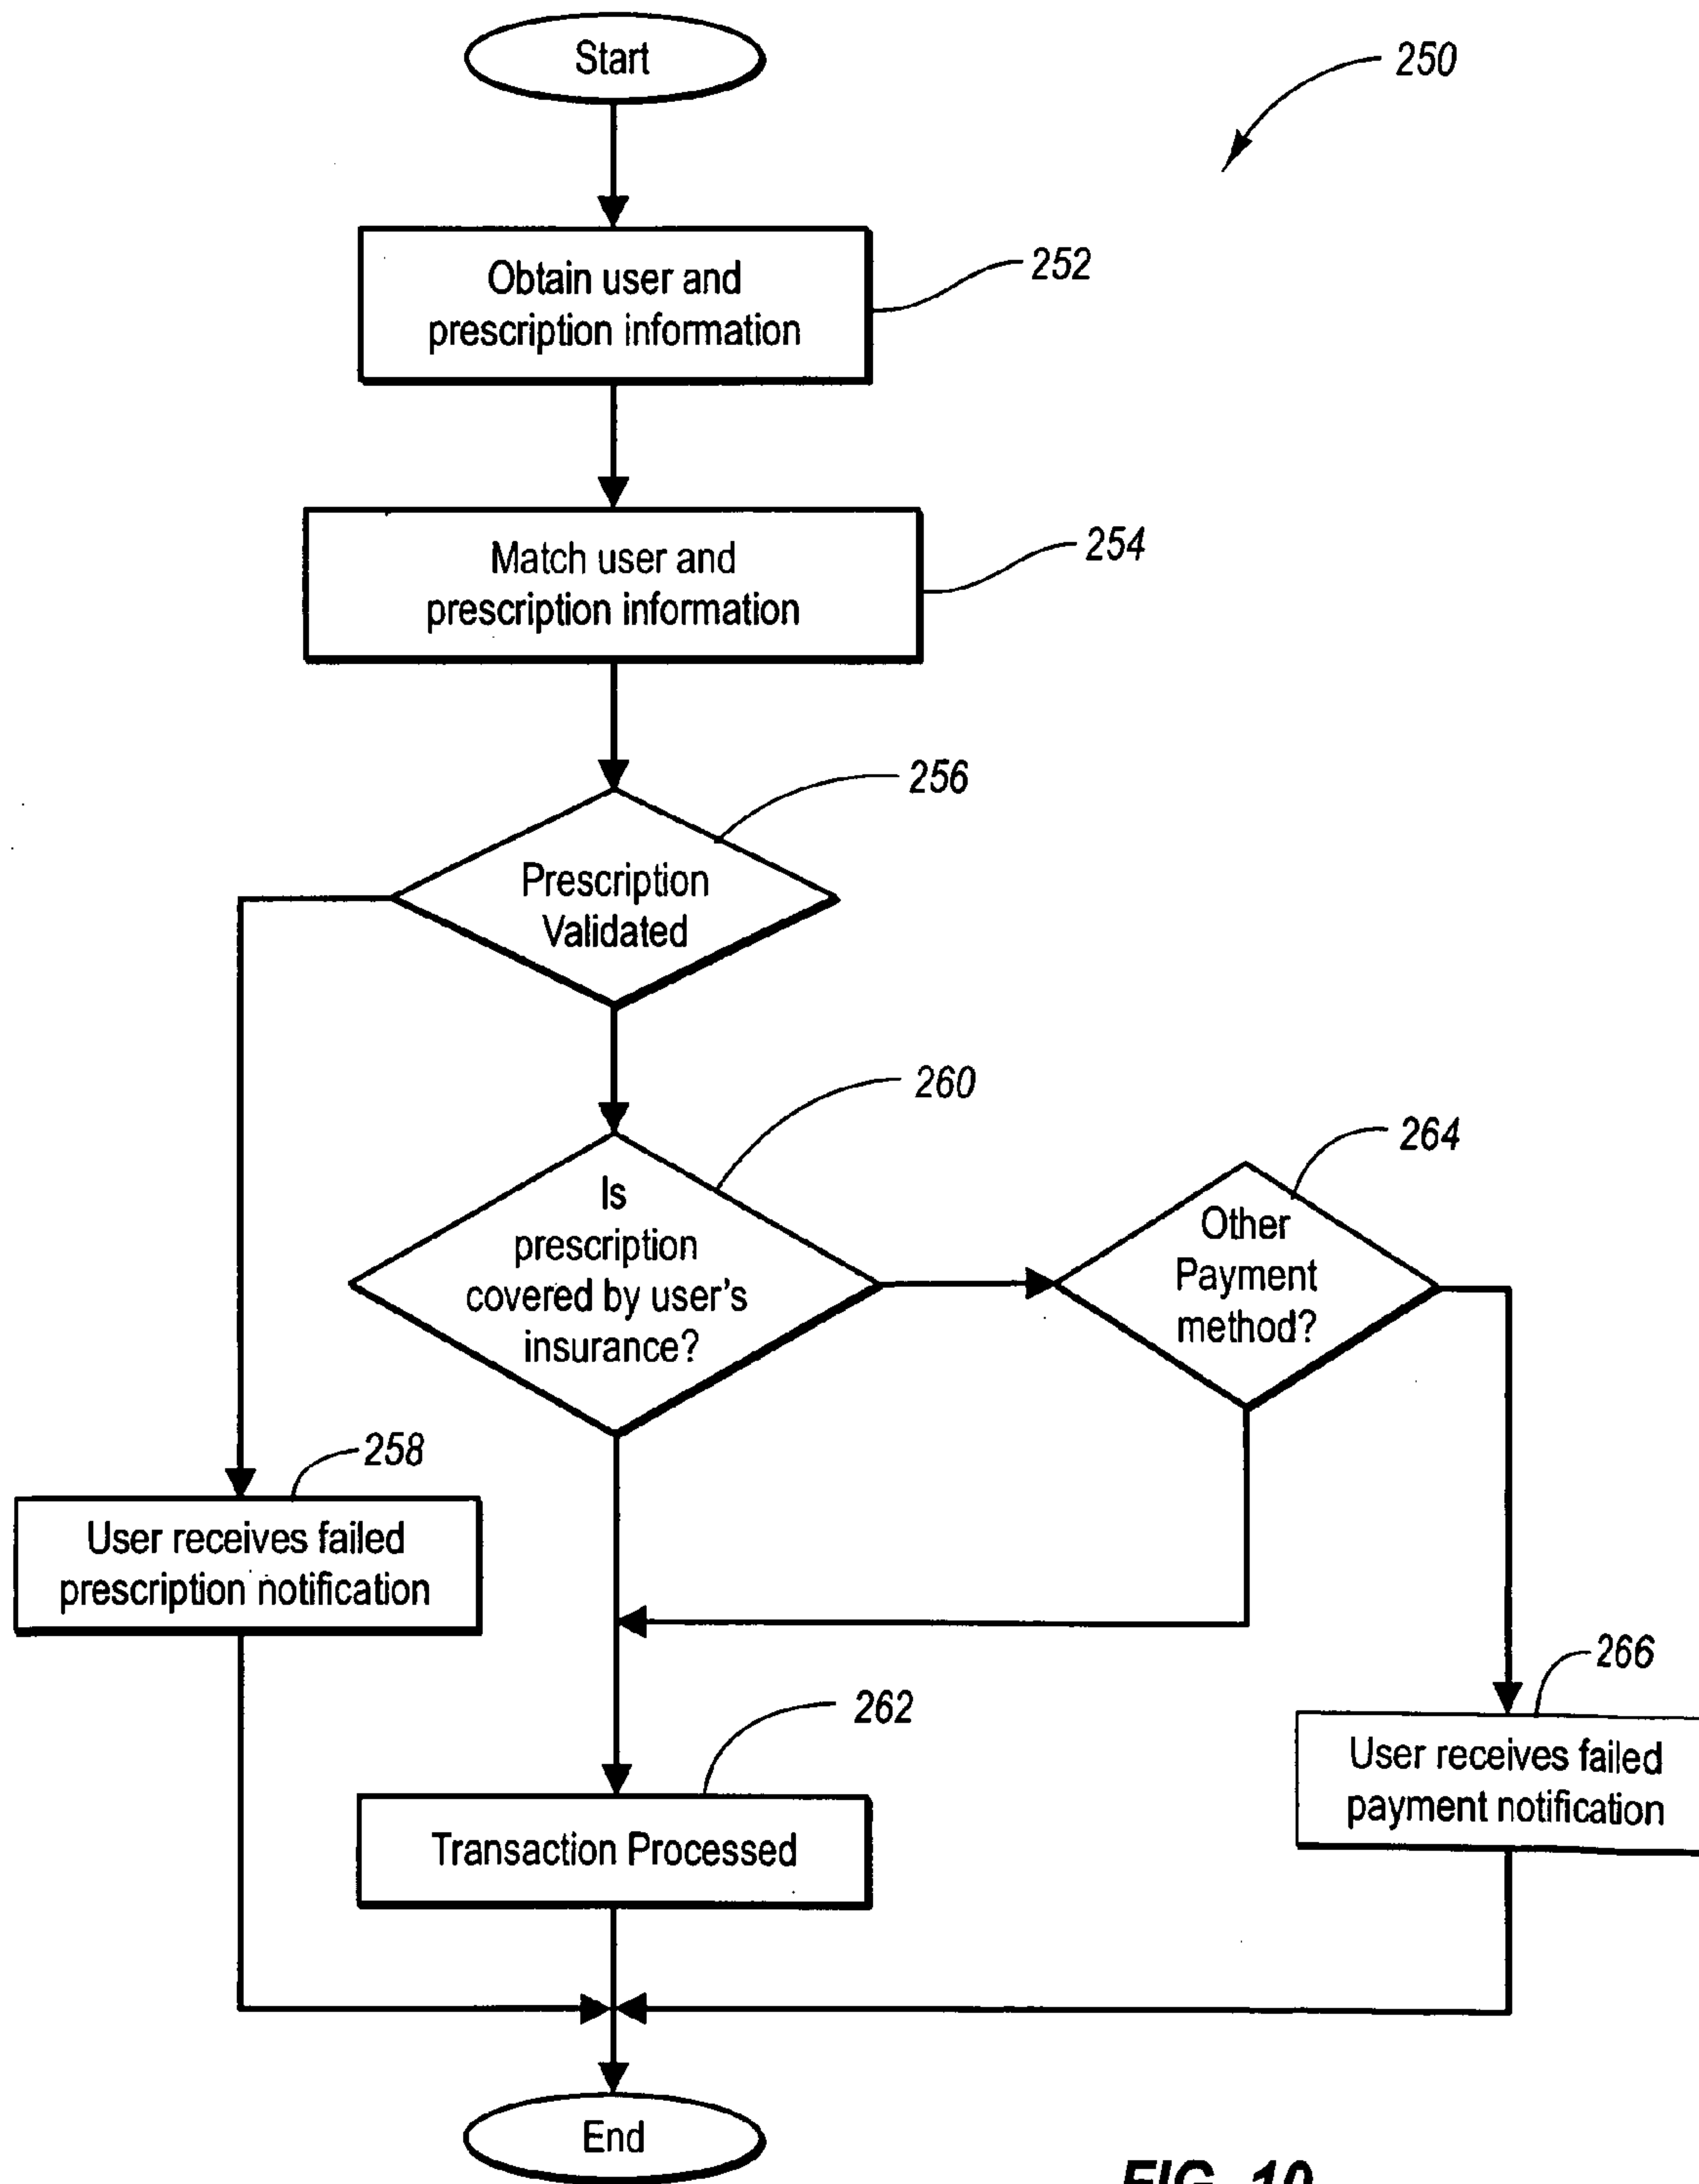 Start
250
Obtain user and
prescription information
252
Match user and
prescription information
254
256
Prescription
Validated
260
Is
prescription
covered by user's
insurance?
264
Other
Payment
method?
258
User receives failed
prescription notification
266
User receives failed
payment notification
262
Transaction Processed
End
FIG. 10